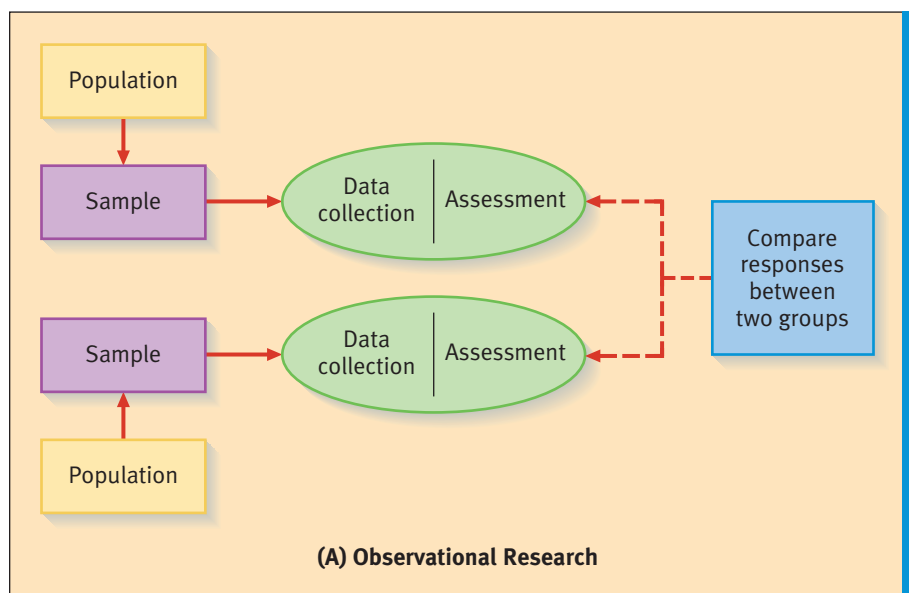 Population
Sample
Data
collection
Assessment
Compare
responses
between
two groups
Sample
Data
collection
Assessment
Population
(A) Observational Research